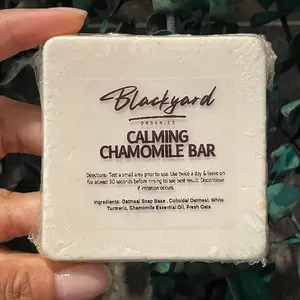 Blackyard
ORGANICS
CALMING
CHAMOMILE BAR
Directions: Test a small area prior to use. Use twice a day & leave on
for atleast 30 seconds before rinsing to see best result. Discontinue
if irritation occurs.
Ingredients: Oatmeal Soap Base , Colloidal Oatmeal, White
Turmeric, Chamomile Essential Oil, Fresh Oats